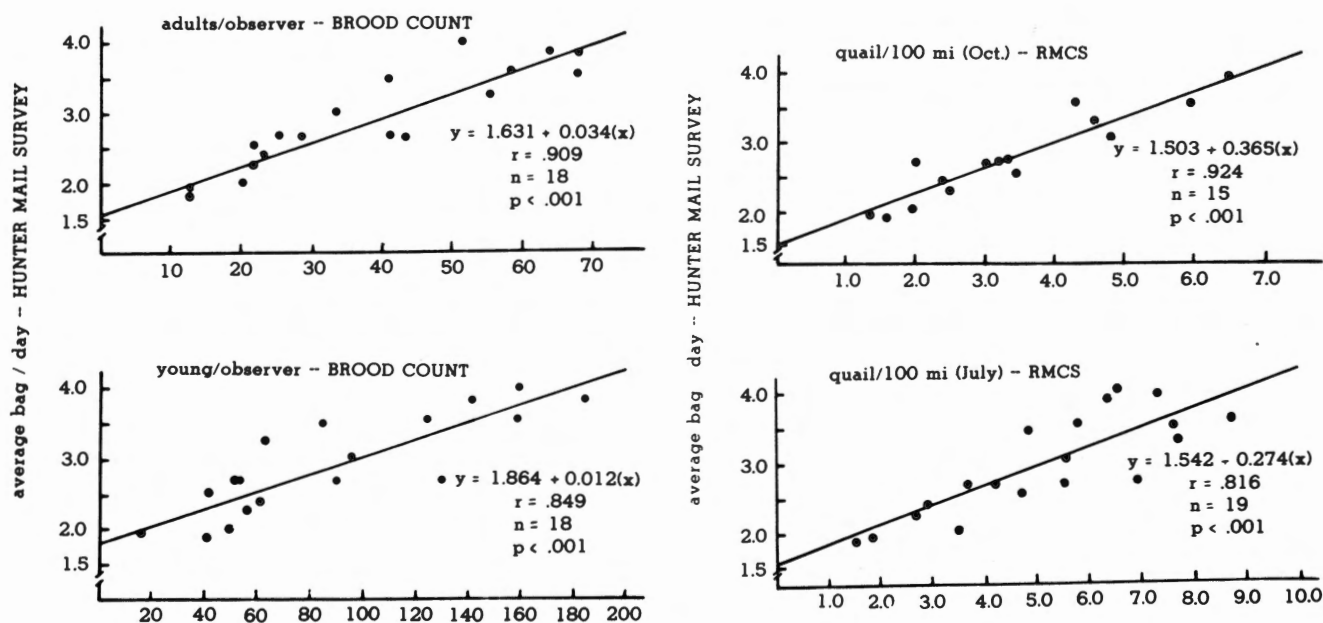 average bag / day -- HUNTER MAIL SURVEY
adults/observer -- BROOD COUNT
4.0
3.0
2.0
1.5
y = 1.631 + 0.034(x)
r = .909
n = 18
p < .001
10 20 30 40 50 60 70
young/observer -- BROOD COUNT
4.0
3.0
2.0
1.5
y = 1.864 + 0.012(x)
r = .849
n = 18
p < .001
20 40 60 80 100 120 140 160 180 200
average bag day -- HUNTER MAIL SURVEY
quail/100 mi (Oct.) -- RMCS
4.0
3.0
2.0
1.5
y = 1.503 + 0.365(x)
r = .924
n = 15
p < .001
1.0 2.0 3.0 4.0 5.0 6.0 7.0
quail/100 mi (July) -- RMCS
4.0
3.0
2.0
1.5
y = 1.542 - 0.274(x)
r = .816
n = 19
p < .001
1.0 2.0 3.0 4.0 5.0 6.0 7.0 8.0 9.0 10.0